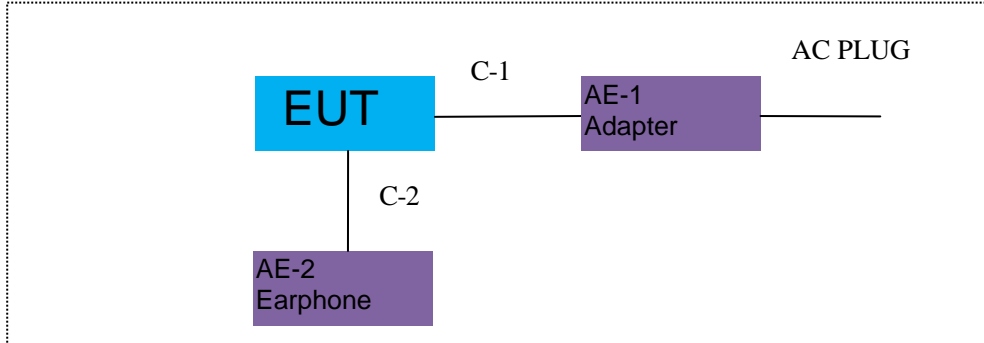 AC PLUG
C-1
EUT
AE-1
Adapter
C-2
AE-2
Earphone